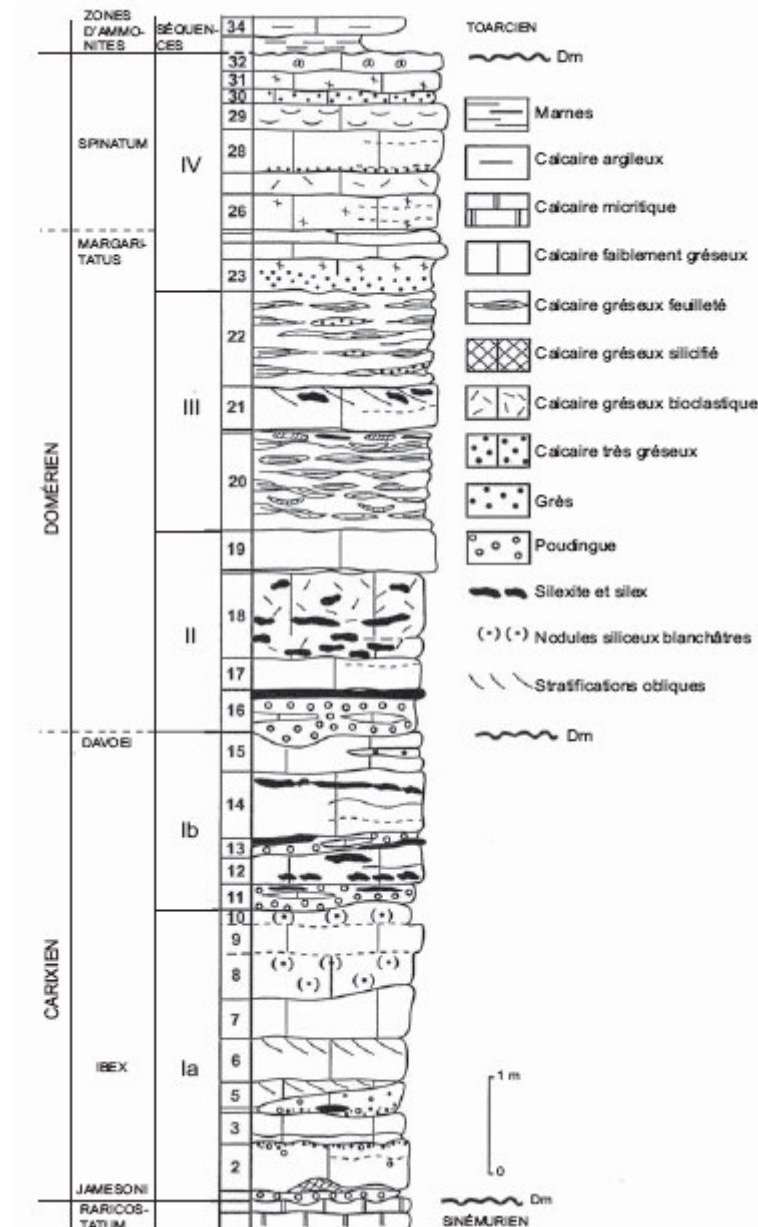 ZONES
D'AMMO-
NITES
SÉQUEN-
CES
34
32
31
30
29
28
26
23
22
21
20
19
18
17
16
15
14
13
12
11
10
9
8
7
6
5
3
2
SPINATUM
MARGARI-
TATUS
DAVOEI
IBEX
JAMESONI
RARICOS-
TATUM
IV
III
II
Ib
Ia
DOMÉRIEN
CARIXIEN
TOARCIEN
Dm
Marnes
Calcaire argileux
Calcaire micritique
Calcaire faiblement gréseux
Calcaire gréseux feuilleté
Calcaire gréseux silicifié
Calcaire gréseux bioclastique
Calcaire très gréseux
Grès
Poudingue
Silexite et silex
Nodules siliceux blanchâtres
Stratifications obliques
Dm
1 m
0
Dm
SINÉMURIEN